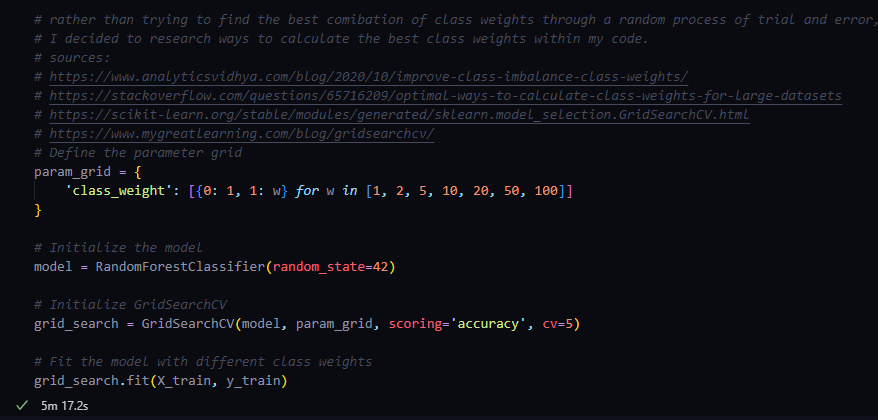 # rather than trying to find the best comibation of class weights through a random process of trial and error,
# I decided to research ways to calculate the best class weights within my code.
# sources:
# https://www.analyticsvidhya.com/blog/2020/10/improve-class-imbalance-class-weights/
# https://stackoverflow.com/questions/65716209/optimal-ways-to-calculate-class-weights-for-large-datasets
# https://scikit-learn.org/stable/modules/generated/sklearn.model_selection.GridSearchCV.html
# https://www.mygreatlearning.com/blog/gridsearchcv/
# Define the parameter grid
param_grid = {
    'class_weight': [{0: 1, 1: w} for w in [1, 2, 5, 10, 20, 50, 100]]
}

# Initialize the model
model = RandomForestClassifier(random_state=42)

# Initialize GridSearchCV
grid_search = GridSearchCV(model, param_grid, scoring='accuracy', cv=5)

# Fit the model with different class weights
grid_search.fit(X_train, y_train)
✓ 5m 17.2s